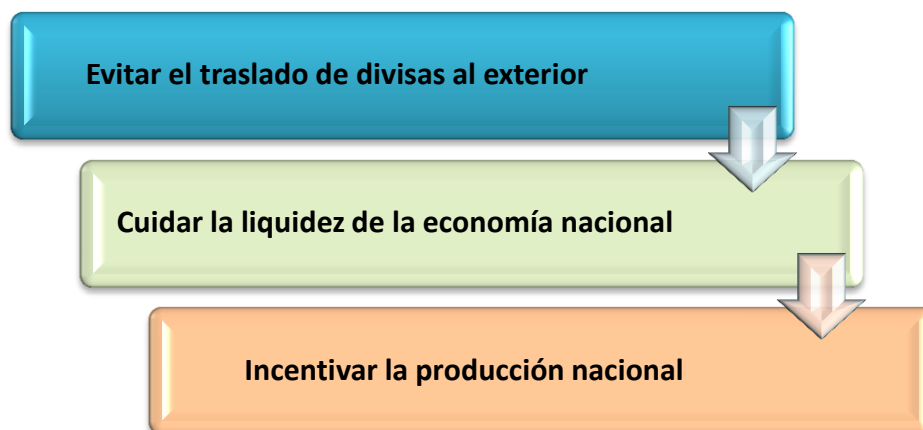 Evitar el traslado de divisas al exterior
Cuidar la liquidez de la economía nacional
Incentivar la producción nacional